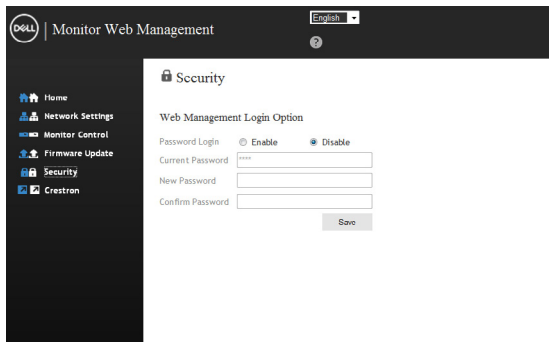 DELL
Monitor Web Management
English
?
Home
Network Settings
Monitor Control
Firmware Update
Security
Crestron
Security
Web Management Login Option
Password Login Enable Disable
Current Password ****
New Password
Confirm Password
Save